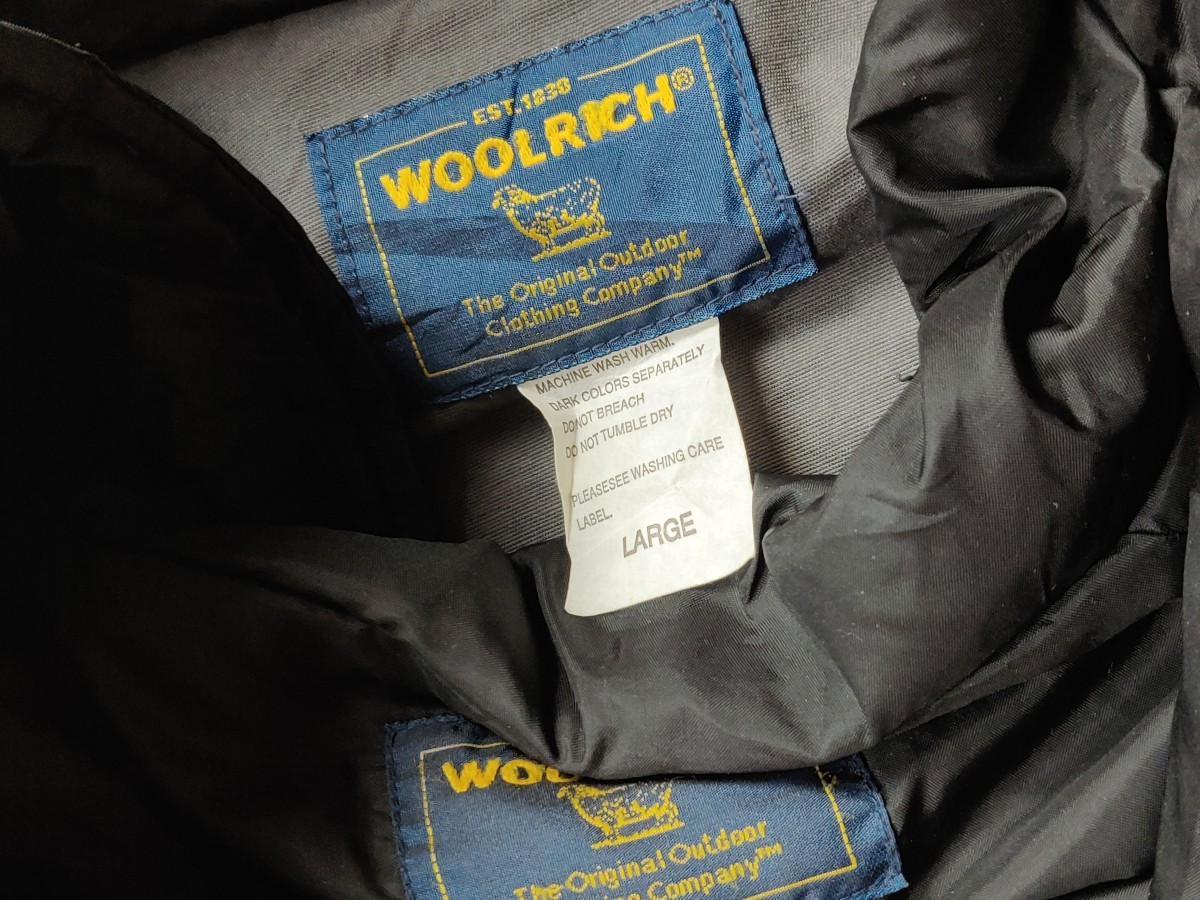 EST.1830
WOOLRICH®
The Original Outdoor
Clothing Company™
MACHINE WASH WARM.
DARK COLORS SEPARATELY
DO NOT BREACH
DO NOT TUMBLE DRY
PLEASESEE WASHING CARE
LABEL.
LARGE
The Original Outdoor
Company™